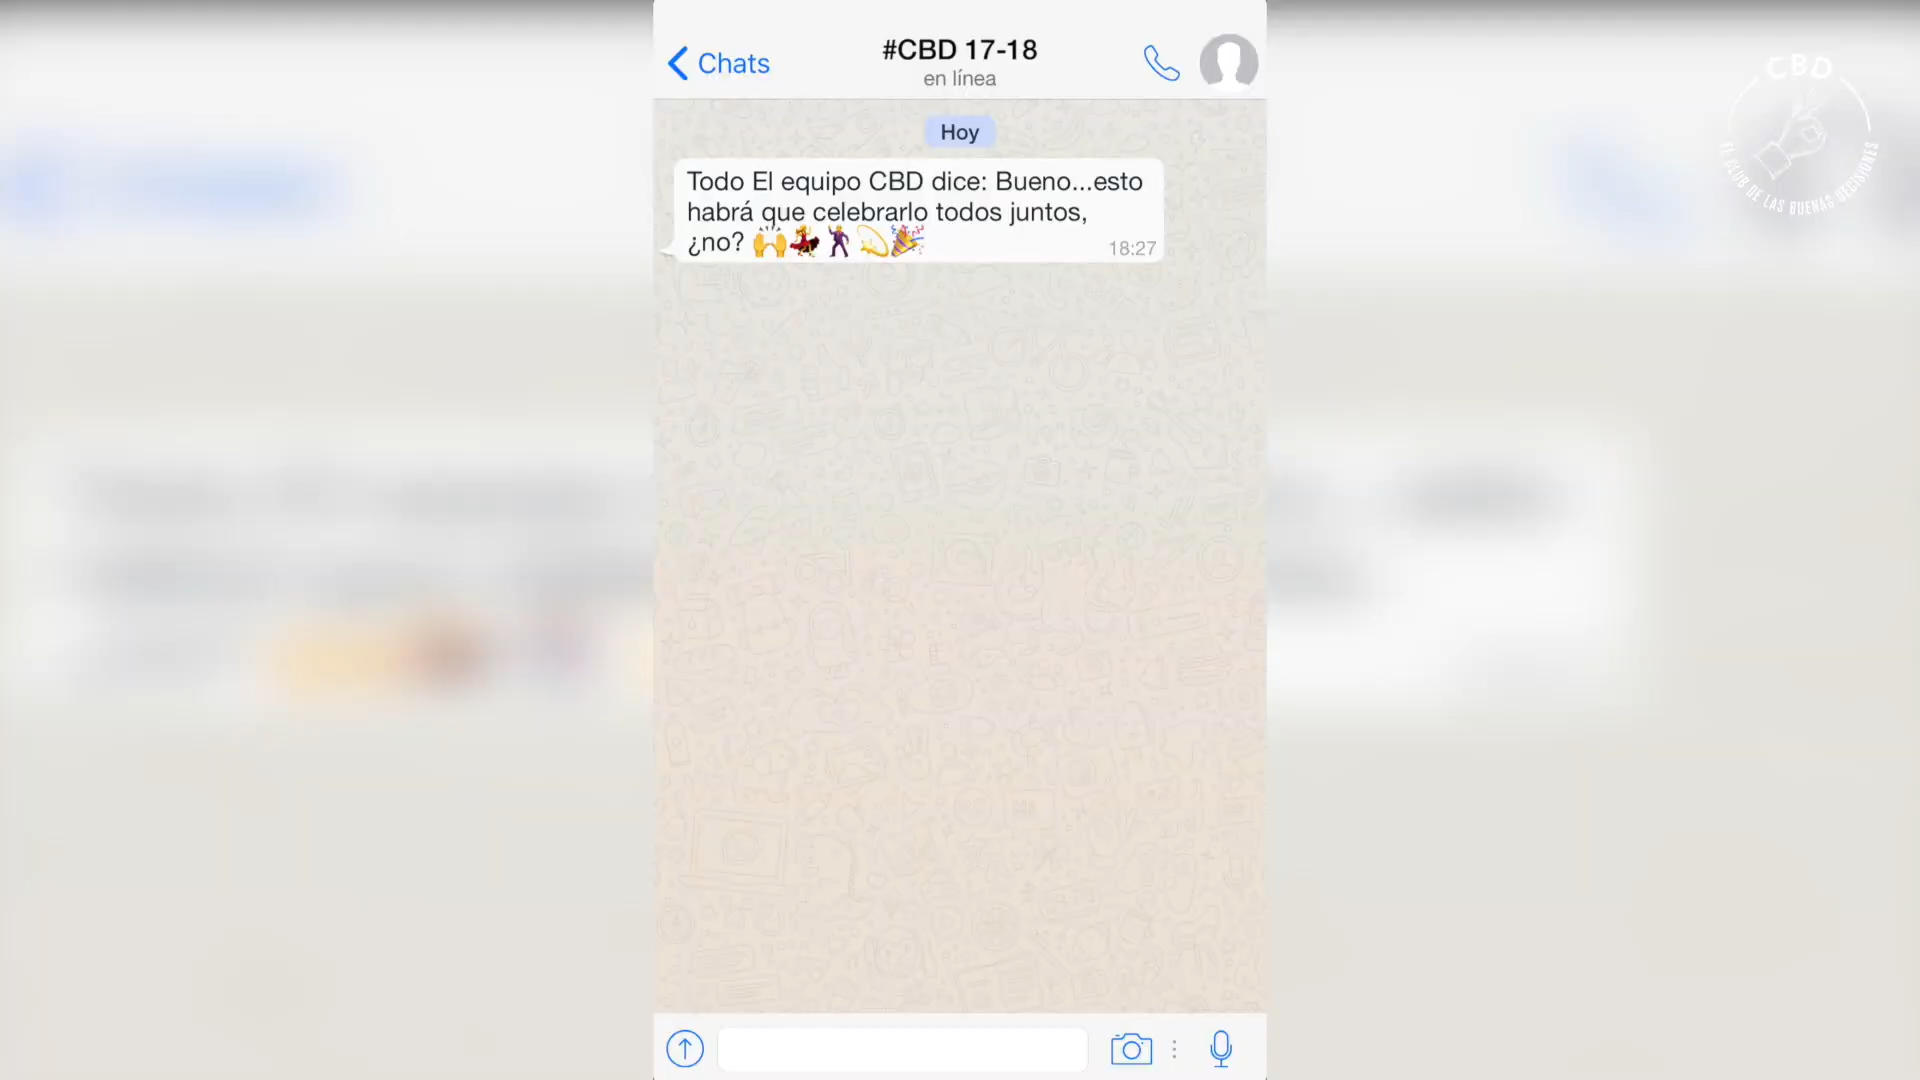 Chats
#CBD 17-18
en línea
Hoy
Todo El equipo CBD dice: Bueno...esto
habrá que celebrarlo todos juntos,
¿no? 🙌💃🕺💫🎉
18:27
CBD
EL CLUB DE LAS BUENAS DECISIONES